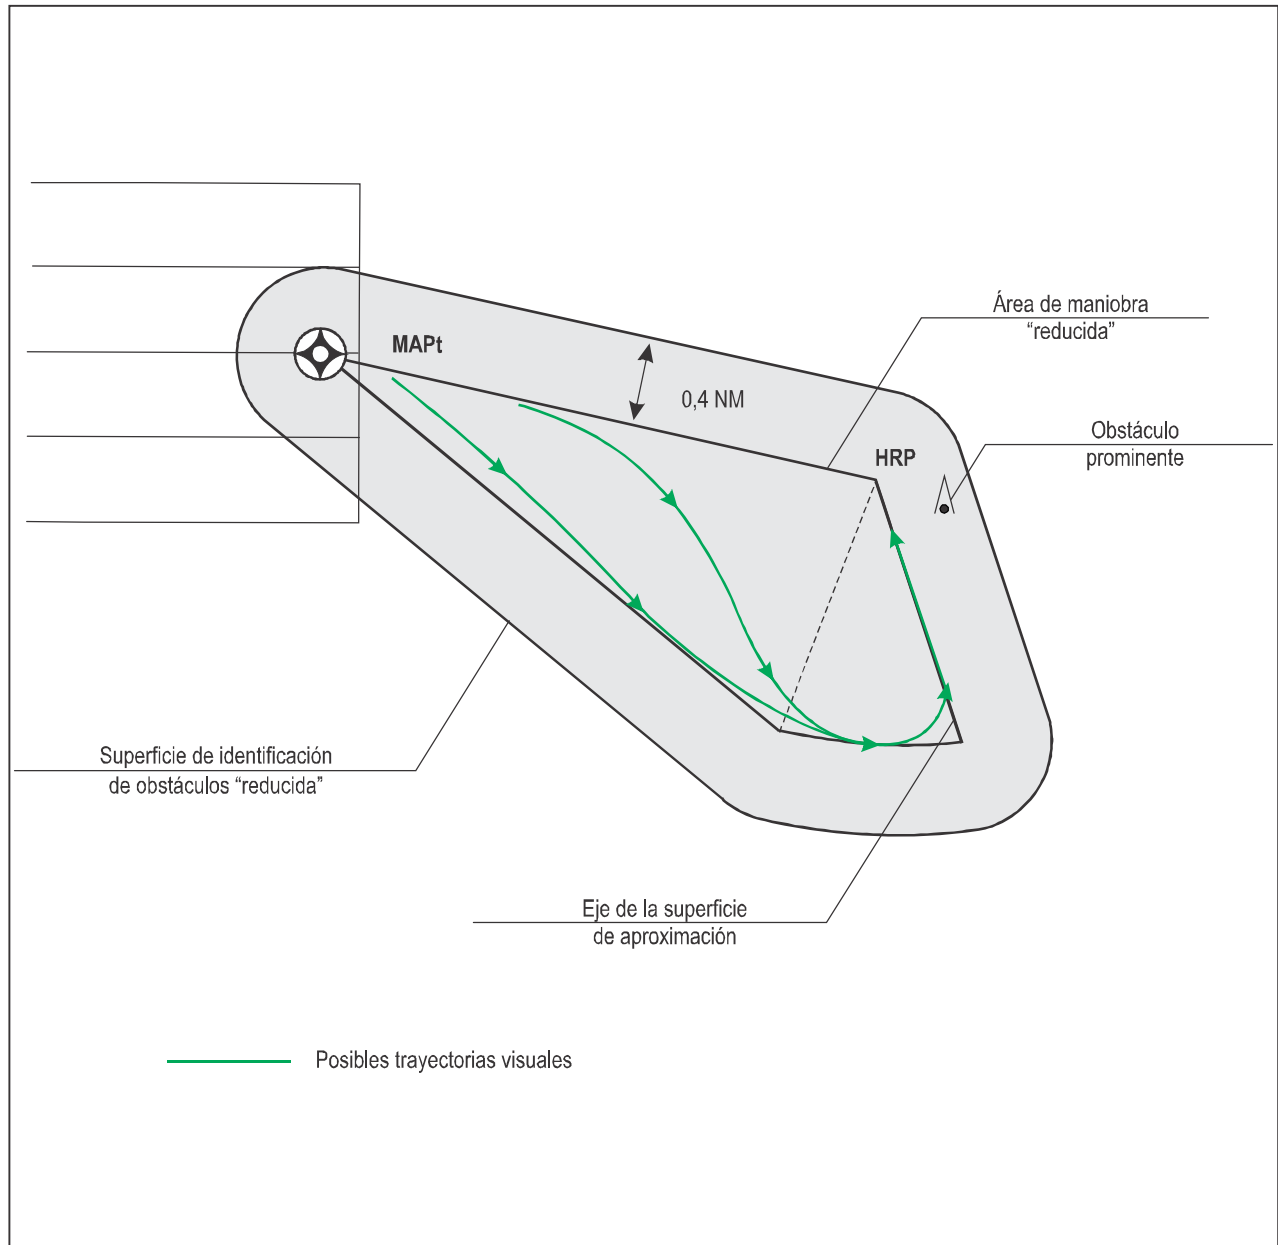 Área de maniobra
“reducida”
MAPt
0,4 NM
Obstáculo
prominente
HRP
Superficie de identificación
de obstáculos “reducida”
Eje de la superficie
de aproximación
Posibles trayectorias visuales